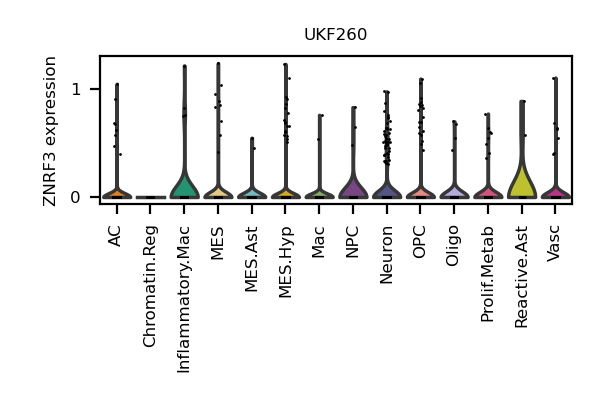 UKF260
ZNRF3 expression
1
0
AC
Chromatin.Reg
Inflammatory.Mac
MES
MES.Ast
MES.Hyp
Mac
NPC
Neuron
OPC
Oligo
Prolif.Metab
Reactive.Ast
Vasc